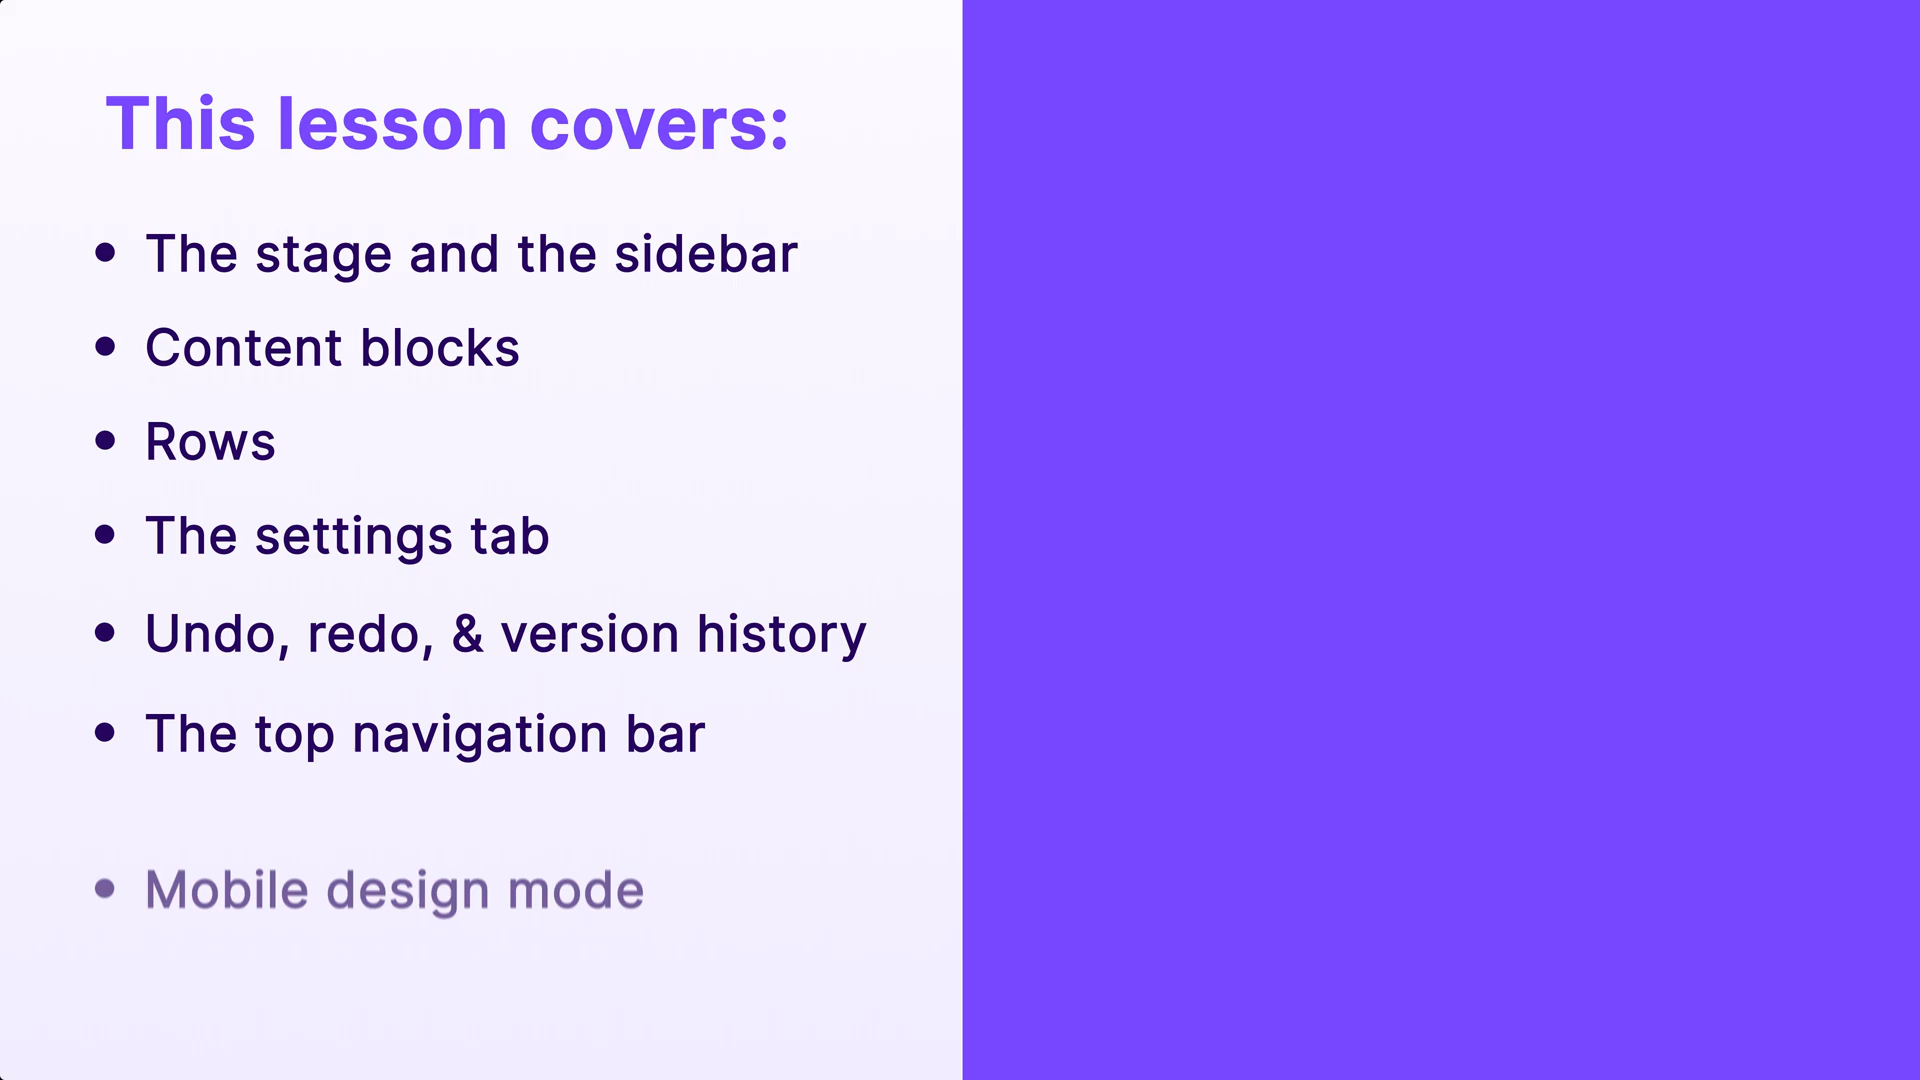 This lesson covers:
• The stage and the sidebar
• Content blocks
• Rows
• The settings tab
• Undo, redo, & version history
• The top navigation bar
• Mobile design mode